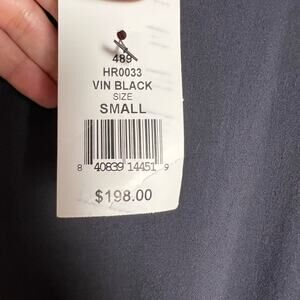 489
HR0033
VIN BLACK
SIZE
SMALL
8 40839 14451 9
$198.00